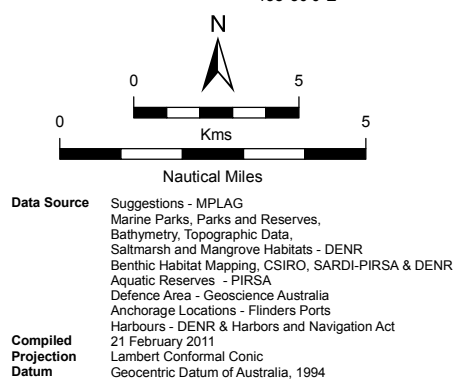 N
0 5
0 5
Kms
Nautical Miles
Data Source Suggestions - MPLAG
Marine Parks, Parks and Reserves,
Bathymetry, Topographic Data,
Saltmarsh and Mangrove Habitats - DENR
Benthic Habitat Mapping, CSIRO, SARDI-PIRSA & DENR
Aquatic Reserves - PIRSA
Defence Area - Geoscience Australia
Anchorage Locations - Flinders Ports
Harbours - DENR & Harbors and Navigation Act
Compiled 21 February 2011
Projection Lambert Conformal Conic
Datum Geocentric Datum of Australia, 1994